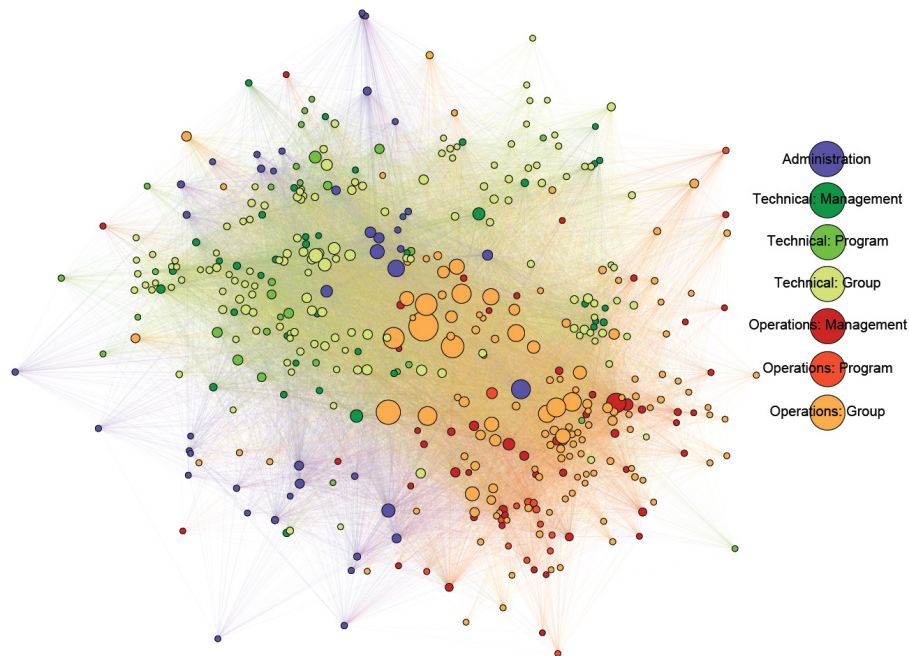 Administration
Technical: Management
Technical: Program
Technical: Group
Operations: Management
Operations: Program
Operations: Group